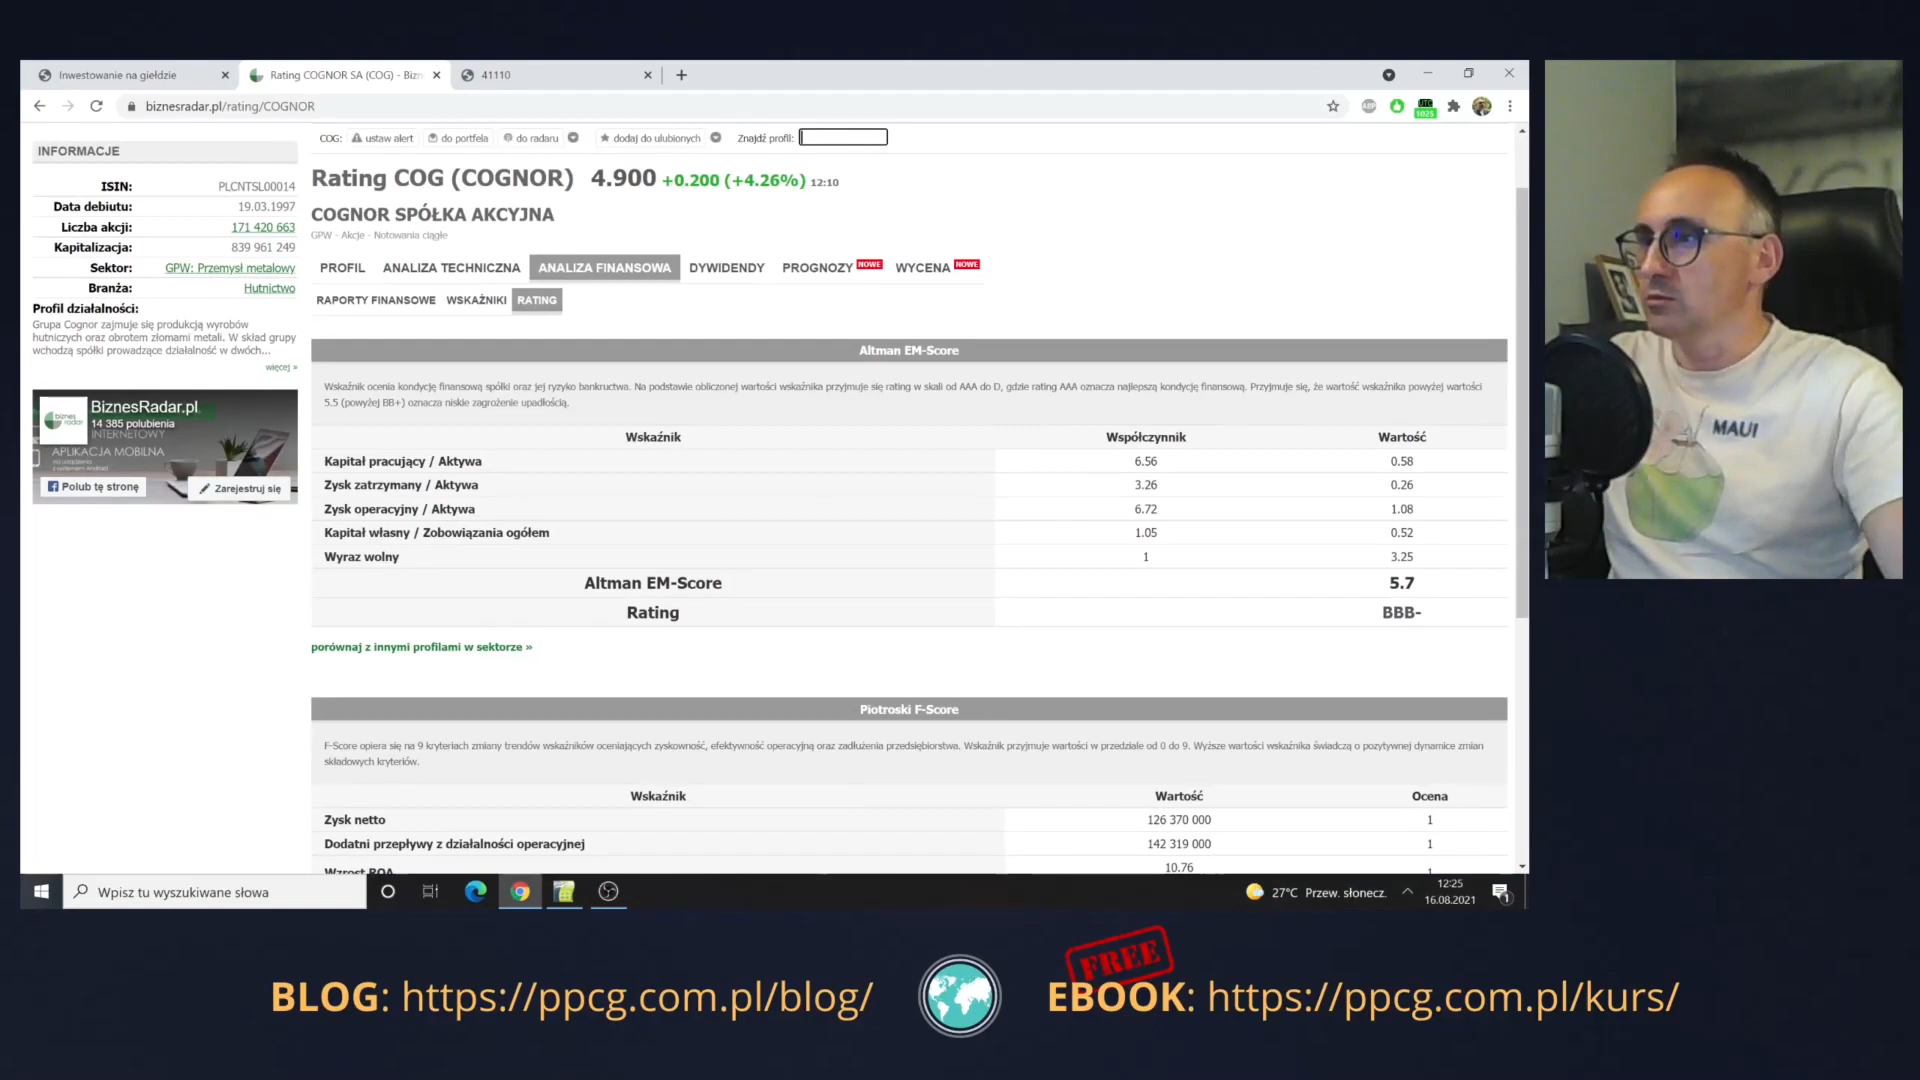 Inwestowanie na giełdzie
Rating COGNOR SA (COG) - Bizn
41110
biznesradar.pl/rating/COGNOR
INFORMACJE
ISIN: PLCNTSL00014
Data debiutu: 19.03.1997
Liczba akcji: 171 420 663
Kapitalizacja: 839 961 249
Sektor: GPW: Przemysł metalowy
Branża: Hutnictwo
Profil działalności:
Grupa Cognor zajmuje się produkcją wyrobów
hutniczych oraz obrotem złomami metali. W skład grupy
wchodzą spółki prowadzące działalność w dwóch...
więcej »
BiznesRadar.pl
14 385 polubienia
INTERNETOWY
APLIKACJA MOBILNA
biznes
radar
Polub tę stronę
Zarejestruj się
COG: ustaw alert do portfela do radaru dodaj do ulubionych Znajdź profil:
Rating COG (COGNOR) 4.900 +0.200 (+4.26%) 12:10
COGNOR SPÓŁKA AKCYJNA
GPW - Akcje - Notowania ciągłe
PROFIL ANALIZA TECHNICZNA ANALIZA FINANSOWA DYWIDENDY PROGNOZY NOWE WYCENA NOWE
RAPORTY FINANSOWE WSKAŹNIKI RATING
Altman EM-Score
Wskaźnik ocenia kondycję finansową spółki oraz jej ryzyko bankructwa. Na podstawie obliczonej wartości wskaźnika przyjmuje się rating w skali od AAA do D, gdzie rating AAA oznacza najlepszą kondycję finansową. Przyjmuje się, że wartość wskaźnika powyżej wartości
5.5 (powyżej BB+) oznacza niskie zagrożenie upadłością.
Wskaźnik Współczynnik Wartość
Kapitał pracujący / Aktywa 6.56 0.58
Zysk zatrzymany / Aktywa 3.26 0.26
Zysk operacyjny / Aktywa 6.72 1.08
Kapitał własny / Zobowiązania ogółem 1.05 0.52
Wyraz wolny 1 3.25
Altman EM-Score 5.7
Rating BBB-
porównaj z innymi profilami w sektorze »
Piotroski F-Score
F-Score opiera się na 9 kryteriach zmiany trendów wskaźników oceniających zyskowność, efektywność operacyjną oraz zadłużenia przedsiębiorstwa. Wskaźnik przyjmuje wartości w przedziale od 0 do 9. Wyższe wartości wskaźnika świadczą o pozytywnej dynamice zmian
składowych kryteriów.
Wskaźnik Wartość Ocena
Zysk netto 126 370 000 1
Dodatni przepływy z działalności operacyjnej 142 319 000 1
Wzrost ROA 10.76 1
MAUI
Wpisz tu wyszukiwane słowa
27°C Przew. słonecz.
12:25
16.08.2021
1
FREE
BLOG: https://ppcg.com.pl/blog/
EBOOK: https://ppcg.com.pl/kurs/